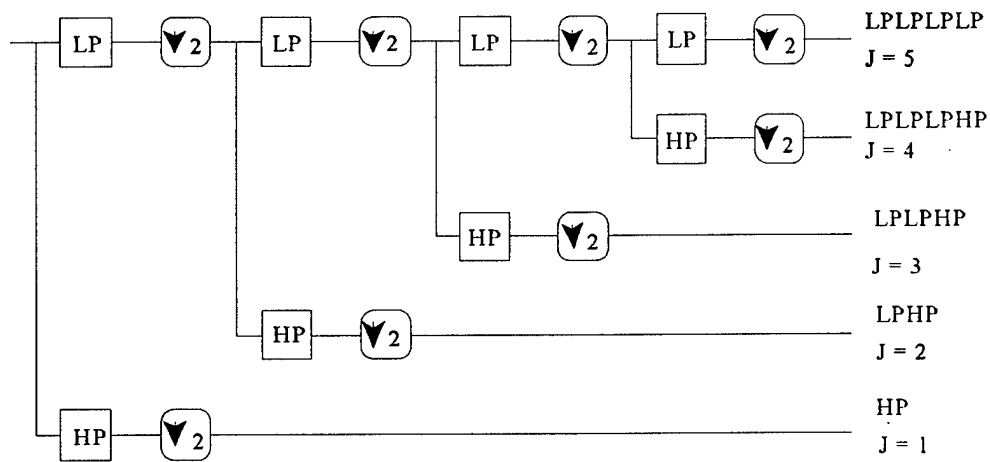 LP 2 LP 2 LP 2 LP 2 LPLPLPLP
J = 5
HP 2 LPLPLPHP
J = 4
HP 2 LPLPHP
J = 3
HP 2 LPHP
J = 2
HP 2 HP
J = 1